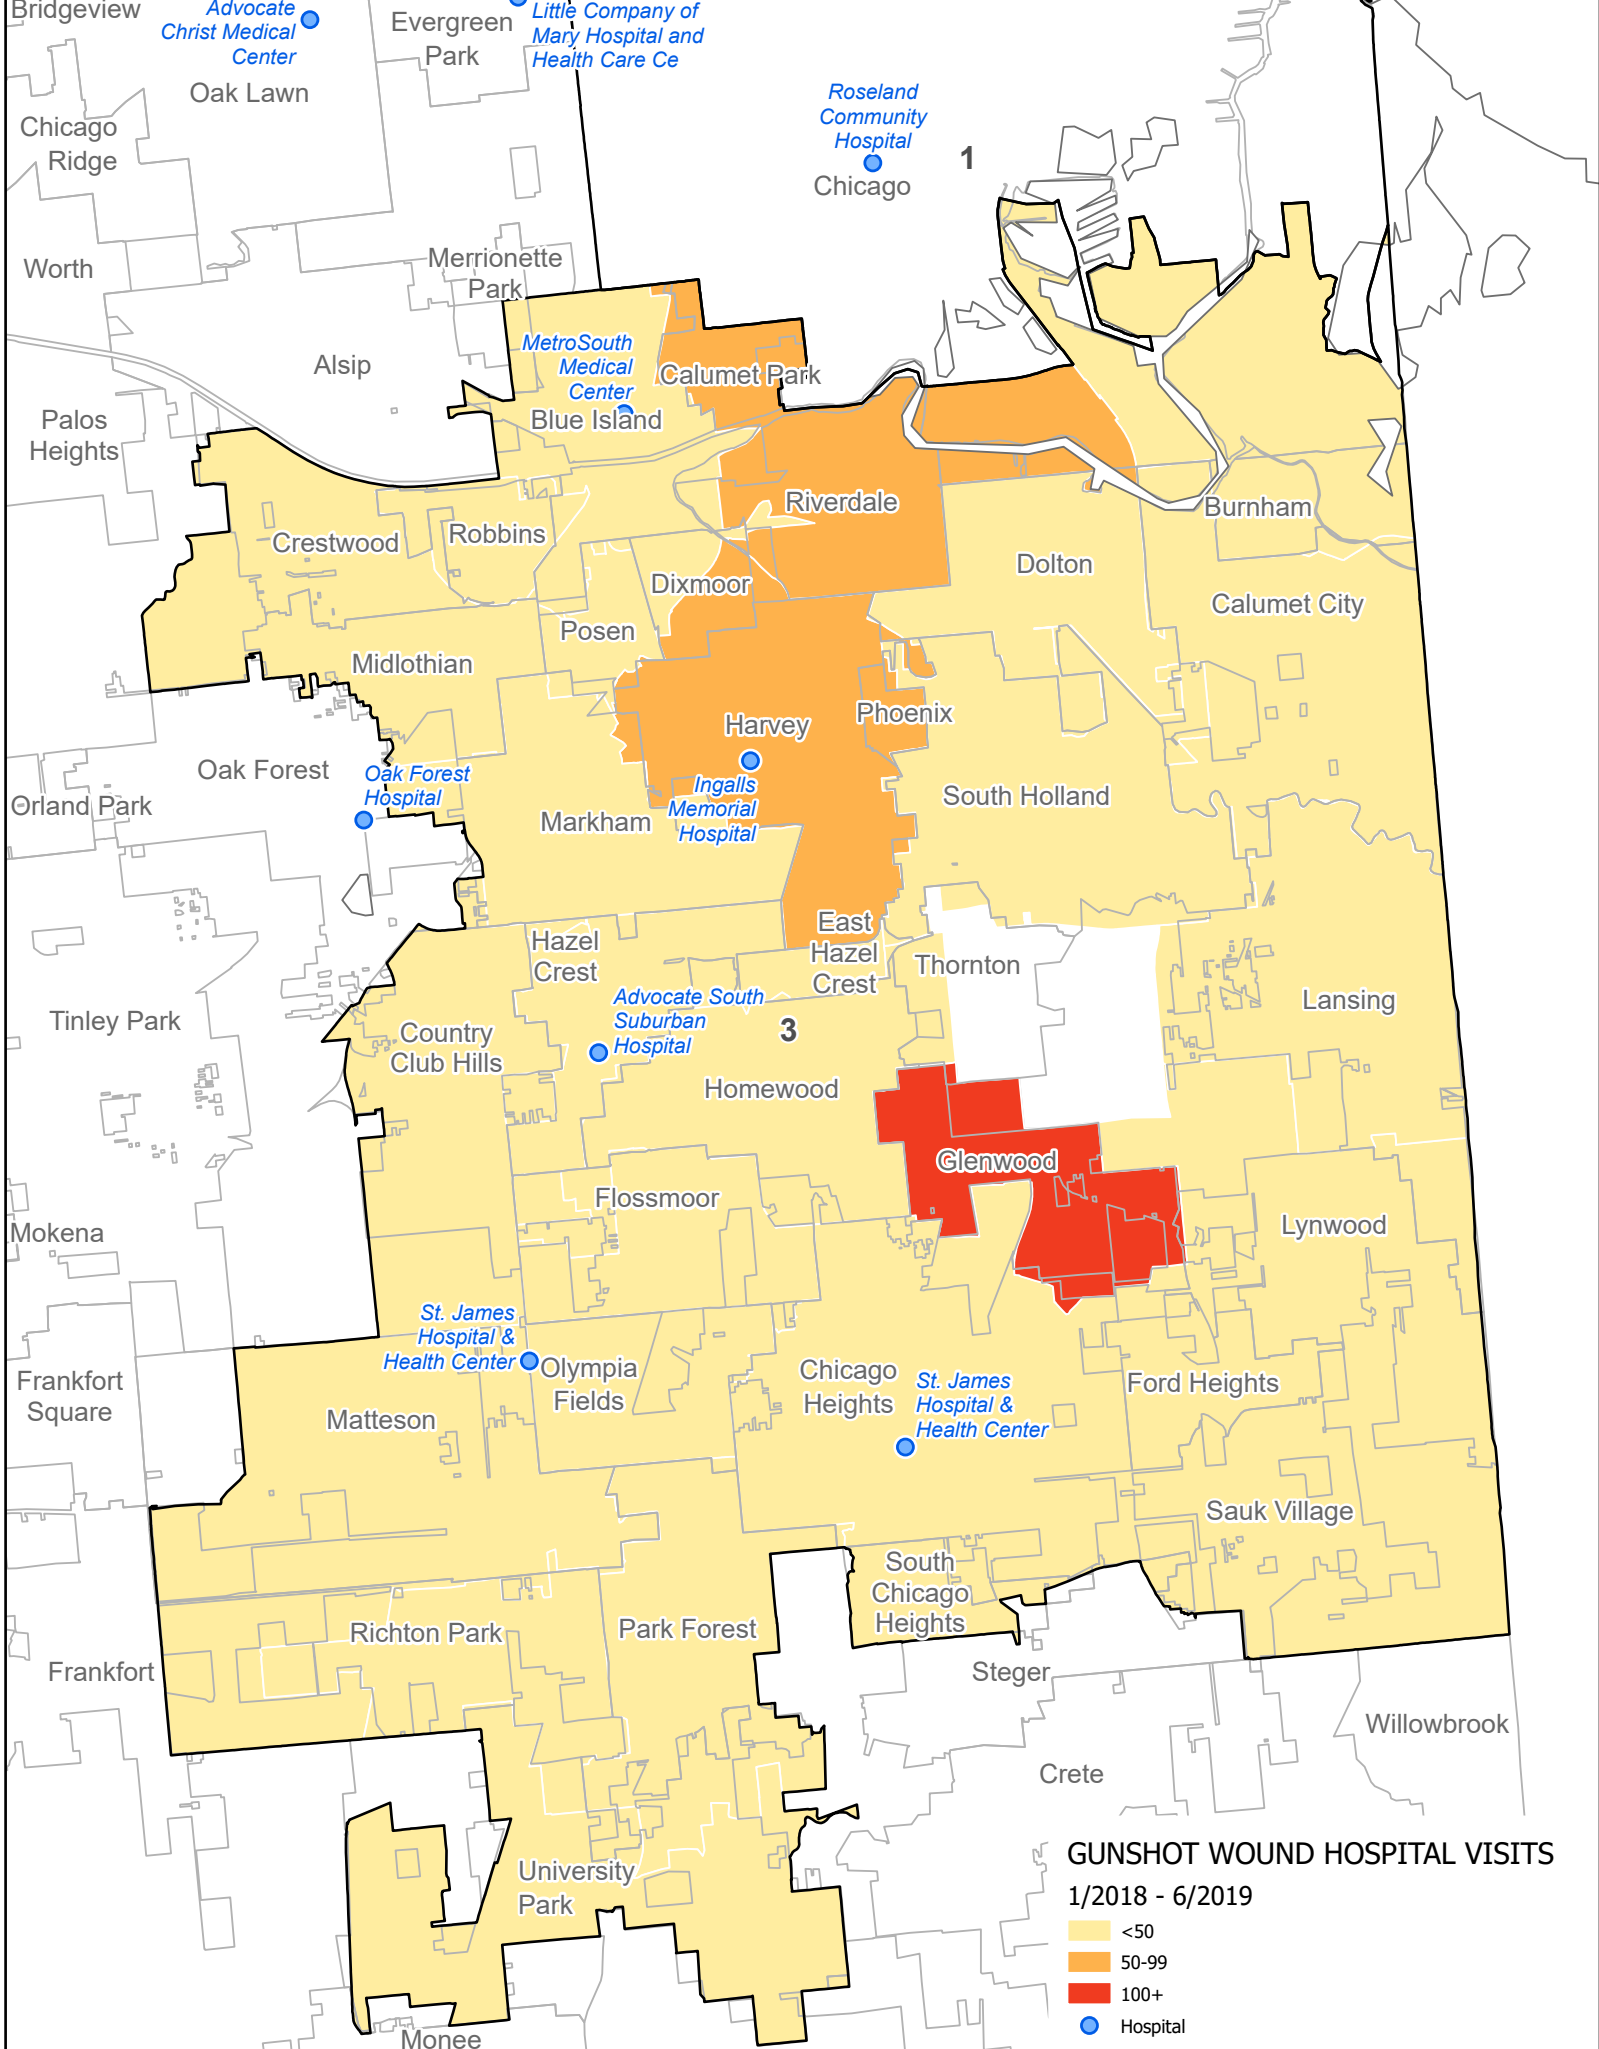 Bridgeview
Advocate
Christ Medical
Center
Evergreen
Park
Little Company of
Mary Hospital and
Health Care Ce
Oak Lawn
Chicago
Ridge
Roseland
Community
Hospital
1
Chicago
Worth
Merrionette
Park
MetroSouth
Medical
Center
Calumet Park
Alsip
Blue Island
Palos
Heights
Riverdale
Burnham
Crestwood
Robbins
Dolton
Dixmoor
Calumet City
Posen
Midlothian
Harvey
Phoenix
Oak Forest
Oak Forest
Hospital
Ingalls
Memorial
Hospital
Orland Park
South Holland
Markham
Hazel
Crest
East
Hazel
Crest
Thornton
Advocate South
Suburban
Hospital
Lansing
Tinley Park
Country
Club Hills
3
Homewood
Glenwood
Flossmoor
Lynwood
Mokena
St. James
Hospital &
Health Center
Olympia
Fields
Chicago
Heights
St. James
Hospital &
Health Center
Ford Heights
Frankfort
Square
Matteson
Sauk Village
South
Chicago
Heights
Richton Park
Park Forest
Frankfort
Steger
Willowbrook
Crete
University
Park
Monee
GUNSHOT WOUND HOSPITAL VISITS
1/2018 - 6/2019
<50
50-99
100+
Hospital